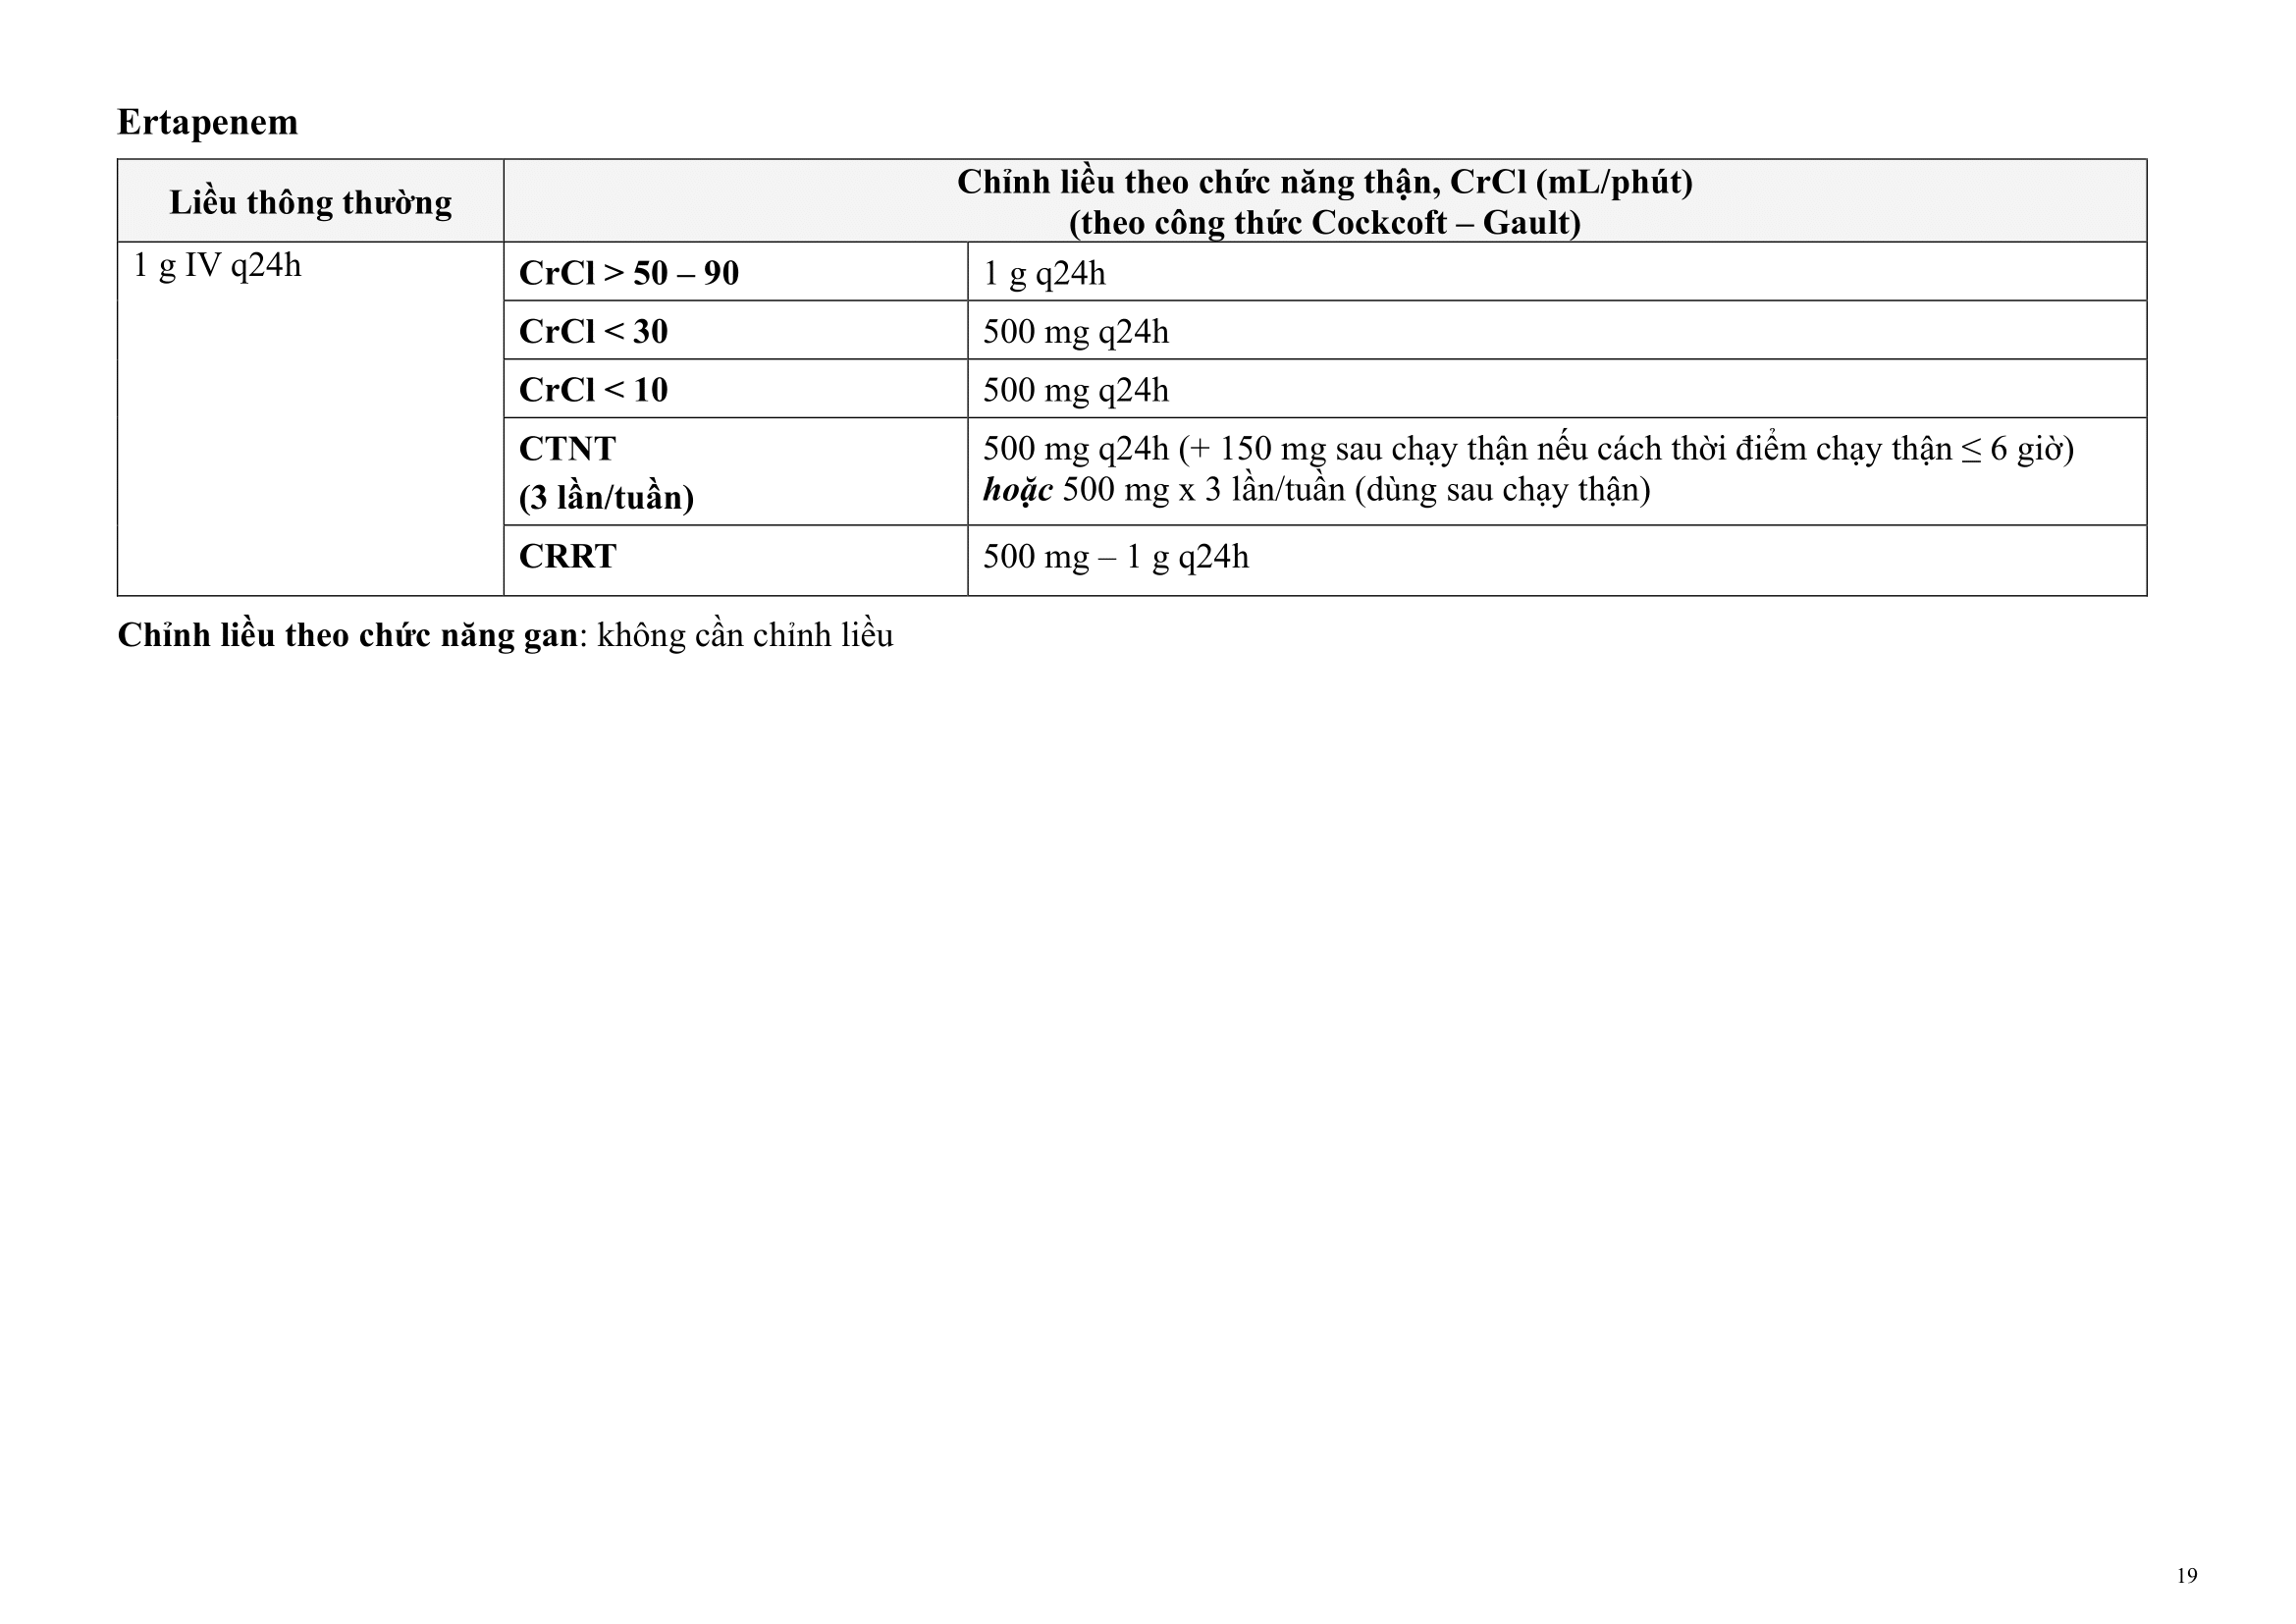 Ertapenem
Liều thông thường
Chỉnh liều theo chức năng thận, CrCl (mL/phút)
(theo công thức Cockcoft – Gault)
1 g IV q24h
CrCl > 50 – 90
1 g q24h
CrCl < 30
500 mg q24h
CrCl < 10
500 mg q24h
CTNT
(3 lần/tuần)
500 mg q24h (+ 150 mg sau chạy thận nếu cách thời điểm chạy thận ≤ 6 giờ)
hoặc 500 mg x 3 lần/tuần (dùng sau chạy thận)
CRRT
500 mg – 1 g q24h
Chỉnh liều theo chức năng gan: không cần chỉnh liều
19